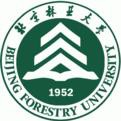 北京林业大学
1952
BEIJING FORESTRY UNIVERSITY